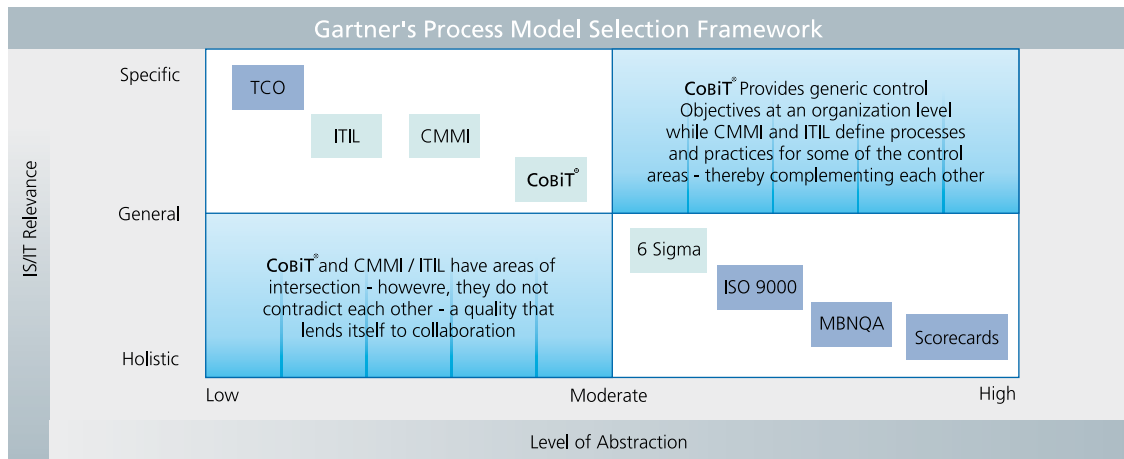 Gartner's Process Model Selection Framework
IS/IT Relevance
Specific
General
Holistic
TCO
ITIL
CMMI
COBIT®
COBIT® Provides generic control
Objectives at an organization level
while CMMI and ITIL define processes
and practices for some of the control
areas - thereby complementing each other
COBIT® and CMMI / ITIL have areas of
intersection - howevre, they do not
contradict each other - a quality that
lends itself to collaboration
6 Sigma
ISO 9000
MBNQA
Scorecards
Low
Moderate
High
Level of Abstraction